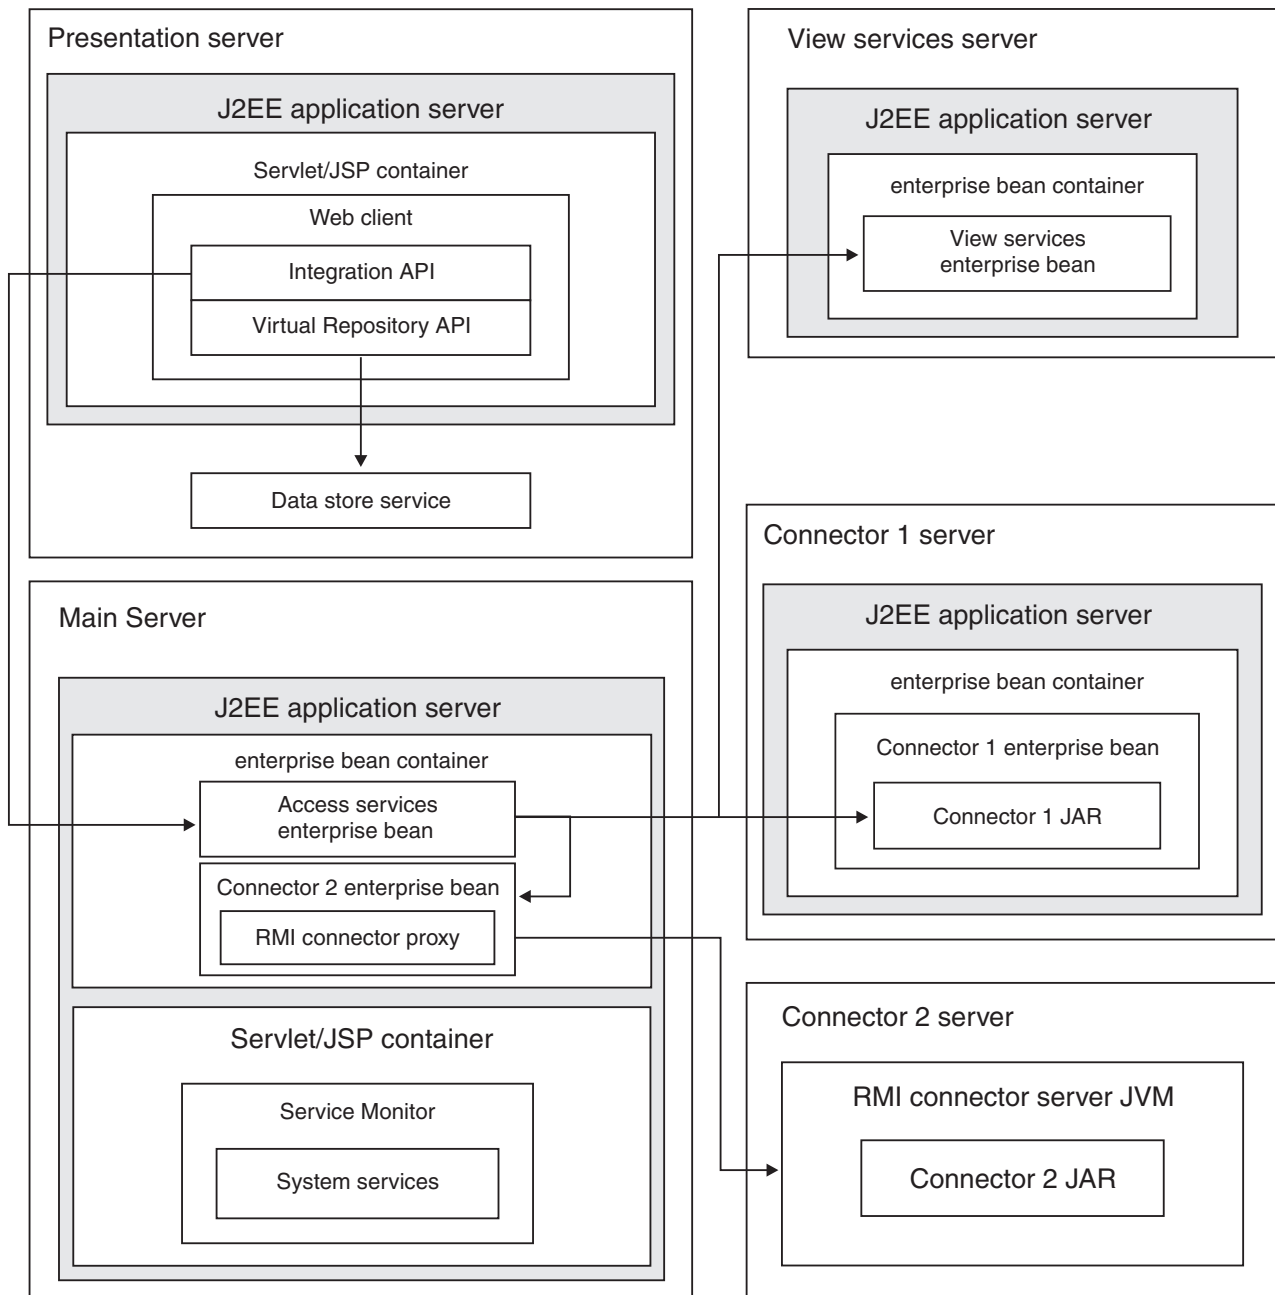 Presentation server
J2EE application server
Servlet/JSP container
Web client
Integration API
Virtual Repository API
Data store service
Main Server
J2EE application server
enterprise bean container
Access services
enterprise bean
Connector 2 enterprise bean
RMI connector proxy
Servlet/JSP container
Service Monitor
System services
View services server
J2EE application server
enterprise bean container
View services
enterprise bean
Connector 1 server
J2EE application server
enterprise bean container
Connector 1 enterprise bean
Connector 1 JAR
Connector 2 server
RMI connector server JVM
Connector 2 JAR